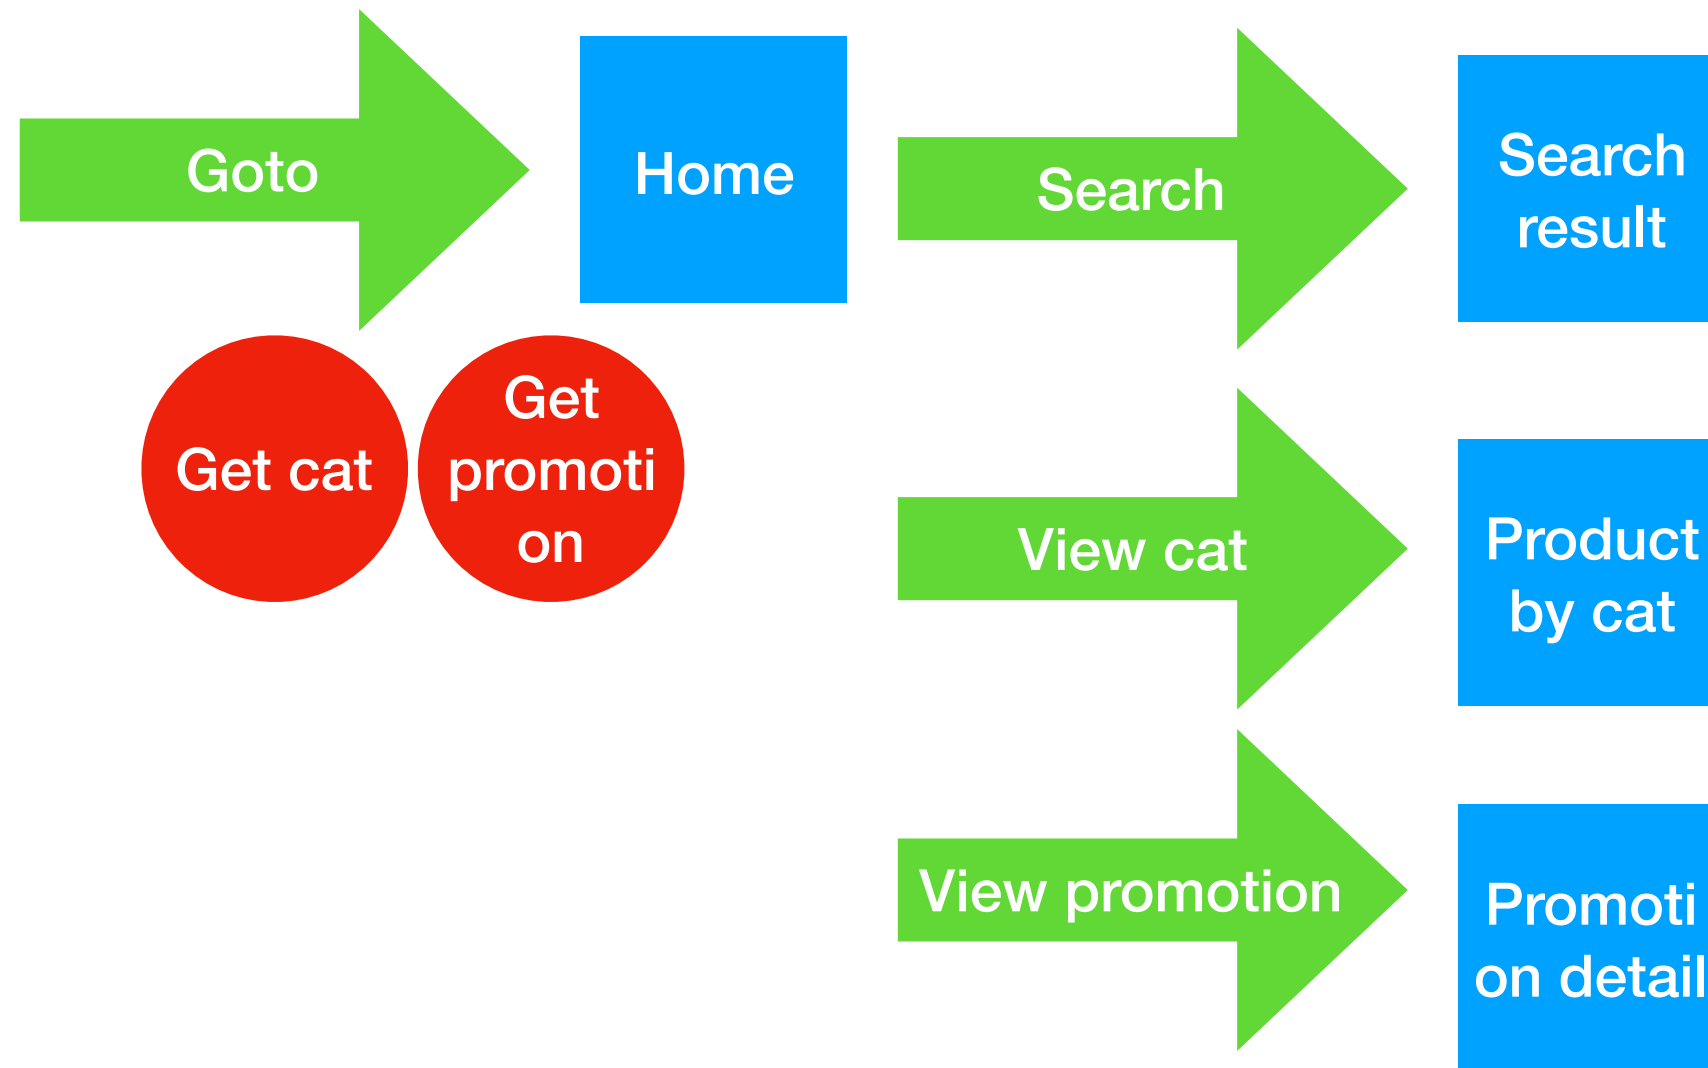 Goto
Home
Search
Search
result
Get cat
Get
promoti
on
View cat
Product
by cat
View promotion
Promoti
on detail